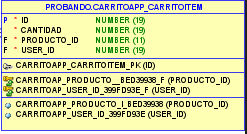 PROBANDO.CARRITOAPP_CARRITOITEM
P * ID NUMBER (19)
* CANTIDAD NUMBER (19)
F * PRODUCTO_ID NUMBER (11)
F * USER_ID NUMBER (19)
CARRITOAPP_CARRITOITEM_PK (ID)
CARRITOAPP_PRODUCTO__BED39938_F (PRODUCTO_ID)
CARRITOAPP_USER_ID_399FD93E_F (USER_ID)
CARRITOAPP_PRODUCTO_I_BED39938 (PRODUCTO_ID)
CARRITOAPP_USER_ID_399FD93E (USER_ID)